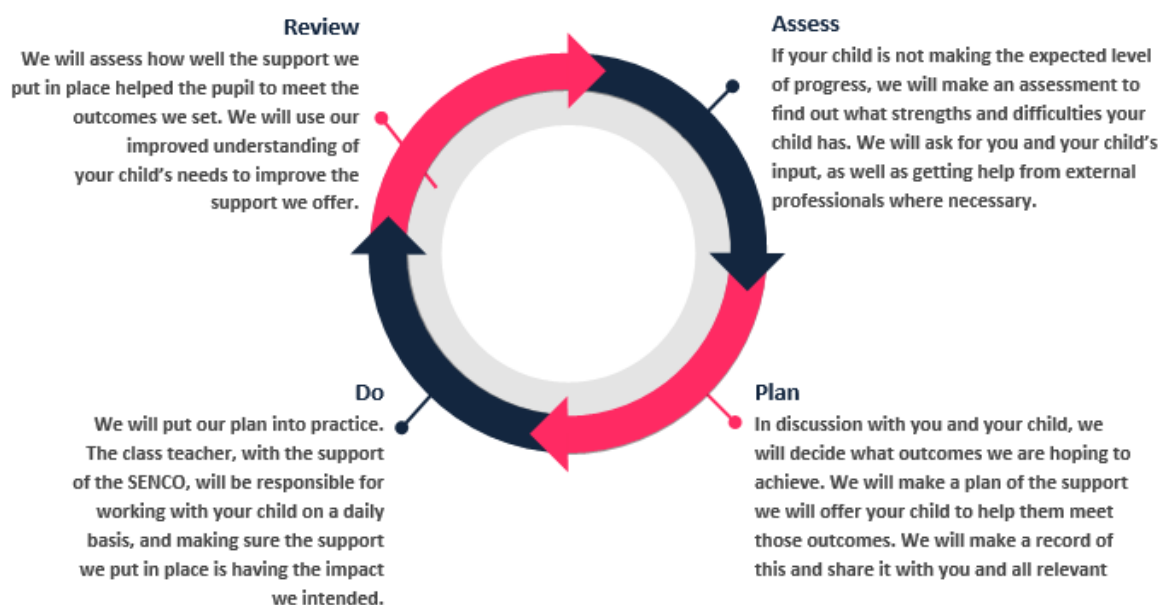 Review
We will assess how well the support we
put in place helped the pupil to meet the
outcomes we set. We will use our
improved understanding of
your child's needs to improve the
support we offer.
Assess
If your child is not making the expected level
of progress, we will make an assessment to
find out what strengths and difficulties your
child has. We will ask for you and your child's
input, as well as getting help from external
professionals where necessary.
Do
We will put our plan into practice.
The class teacher, with the support
of the SENCO, will be responsible for
working with your child on a daily
basis, and making sure the support
we put in place is having the impact
we intended.
Plan
In discussion with you and your child, we
will decide what outcomes we are hoping to
achieve. We will make a plan of the support
we will offer your child to help them meet
those outcomes. We will make a record of
this and share it with you and all relevant